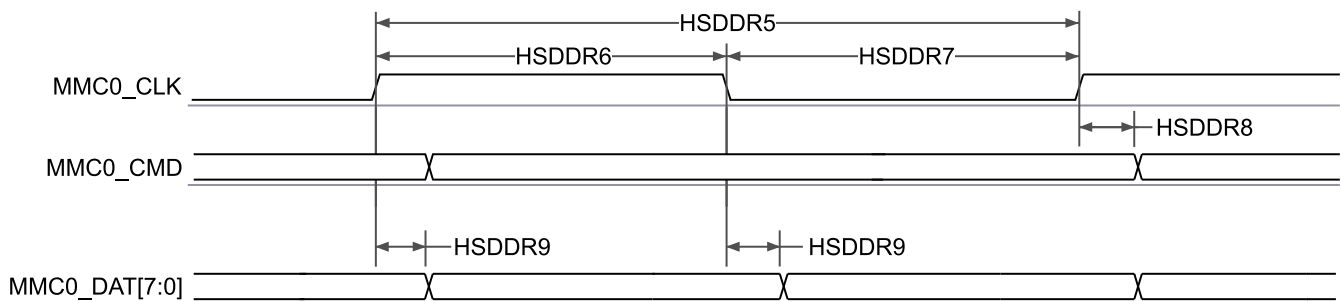 HSDDR5
HSDDR6 HSDDR7
MMC0_CLK
HSDDR8
MMC0_CMD
HSDDR9 HSDDR9
MMC0_DAT[7:0]